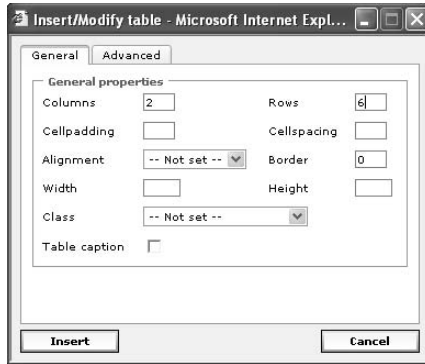 Insert/Modify table - Microsoft Internet Expl...
General Advanced
General properties
Columns 2 Rows 6
Cellpadding Cellspacing
Alignment -- Not set -- Border 0
Width Height
Class -- Not set --
Table caption
Insert Cancel